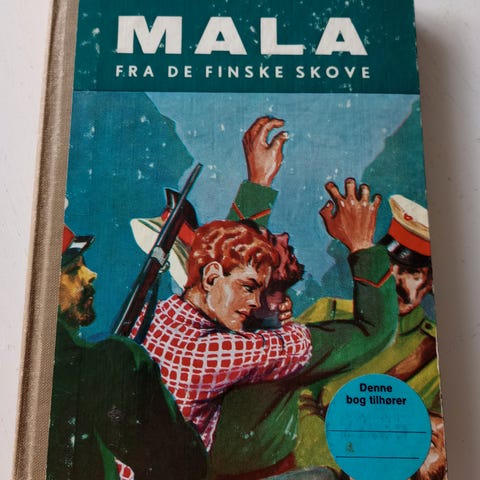 MALA
FRA DE FINSKE SKOVE
Denne
bog tilhører